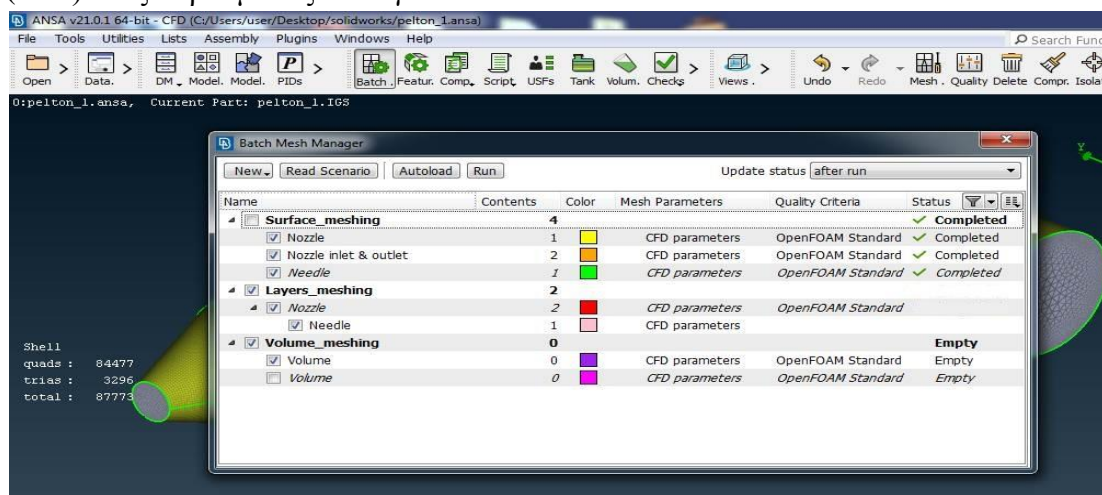 ANSA v21.0.1 64-bit - CFD (C:/Users/user/Desktop/solidworks/pelton_1.ansa)
File Tools Utilities Lists Assembly Plugins Windows Help
Search Func
Open Data. DM Model. Model. PIDs Batch . Featur. Comp. Script. USFs Tank Volum. Checks Views . Undo Redo Mesh . Quality Delete Compr. Isola
0:pelton_1.ansa, Current Part: pelton_1.IGS
Batch Mesh Manager
New Read Scenario Autoload Run Update status after run
Name Contents Color Mesh Parameters Quality Criteria Status
Surface_meshing 4 Completed
Nozzle 1 CFD parameters OpenFOAM Standard Completed
Nozzle inlet & outlet 2 CFD parameters OpenFOAM Standard Completed
Needle 1 CFD parameters OpenFOAM Standard Completed
Layers_meshing 2
Nozzle 2 CFD parameters OpenFOAM Standard
Needle 1 CFD parameters
Volume_meshing 0 Empty
Volume 0 CFD parameters OpenFOAM Standard Empty
Volume 0 CFD parameters OpenFOAM Standard Empty
Shell
quads : 84477
trias : 3296
total : 87773
Y